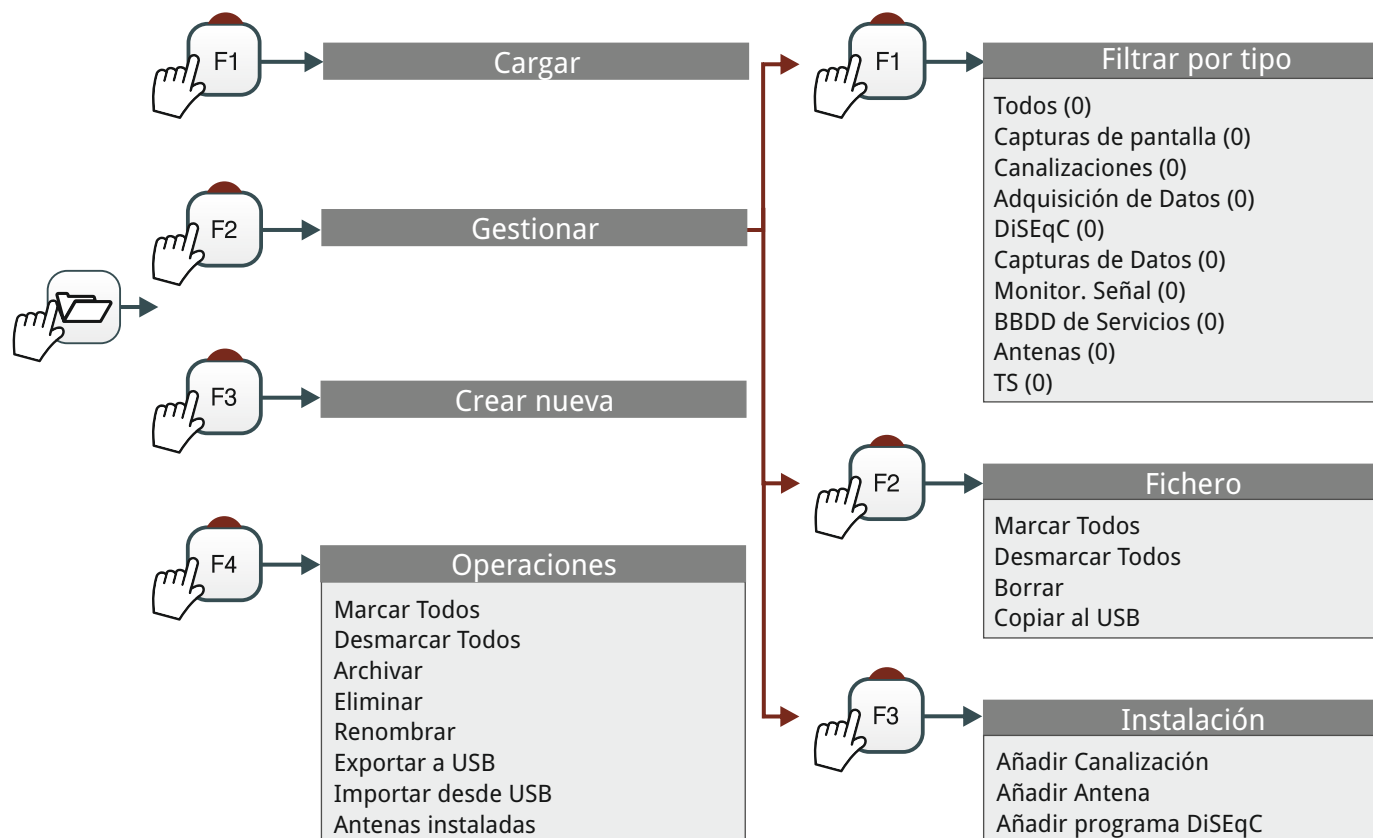 F1
Cargar
F2
Gestionar
F3
Crear nueva
F4
Operaciones
Marcar Todos
Desmarcar Todos
Archivar
Eliminar
Renombrar
Exportar a USB
Importar desde USB
Antenas instaladas
F1
Filtrar por tipo
Todos (0)
Capturas de pantalla (0)
Canalizaciones (0)
Adquisición de Datos (0)
DiSEqC (0)
Capturas de Datos (0)
Monitor. Señal (0)
BBDD de Servicios (0)
Antenas (0)
TS (0)
F2
Fichero
Marcar Todos
Desmarcar Todos
Borrar
Copiar al USB
F3
Instalación
Añadir Canalización
Añadir Antena
Añadir programa DiSEqC